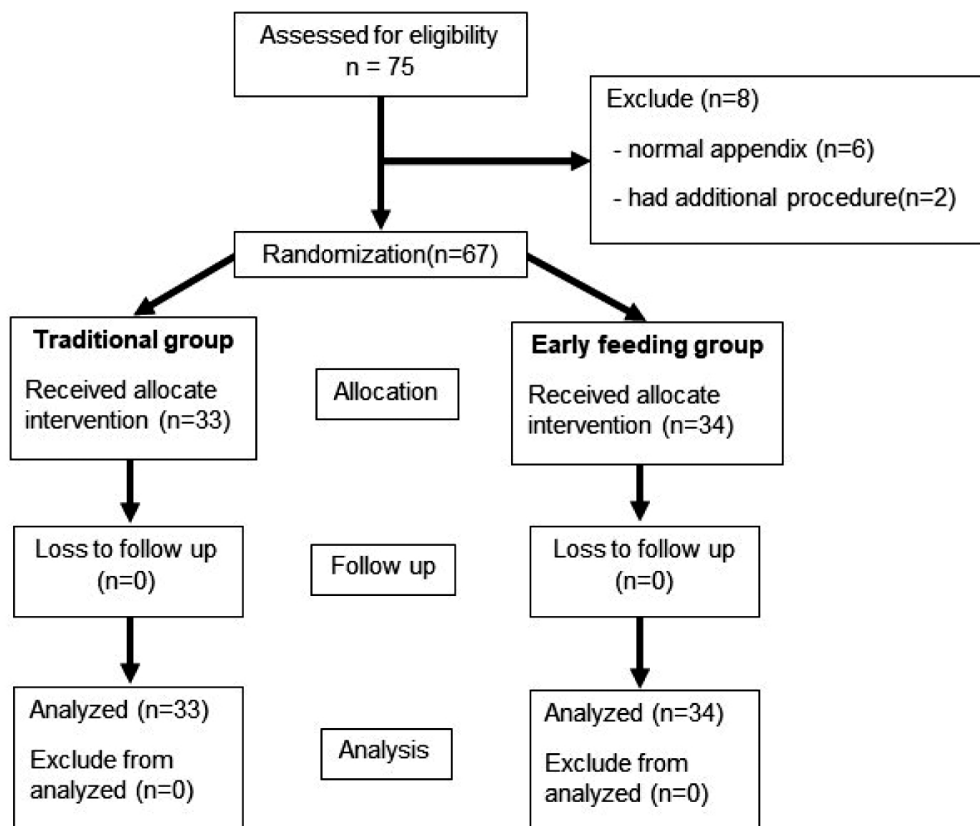 Assessed for eligibility
n = 75
Exclude (n=8)
- normal appendix (n=6)
- had additional procedure(n=2)
Randomization(n=67)
Traditional group
Received allocate
intervention (n=33)
Allocation
Early feeding group
Received allocate
intervention (n=34)
Loss to follow up
(n=0)
Follow up
Loss to follow up
(n=0)
Analyzed (n=33)
Exclude from
analyzed (n=0)
Analysis
Analyzed (n=34)
Exclude from
analyzed (n=0)